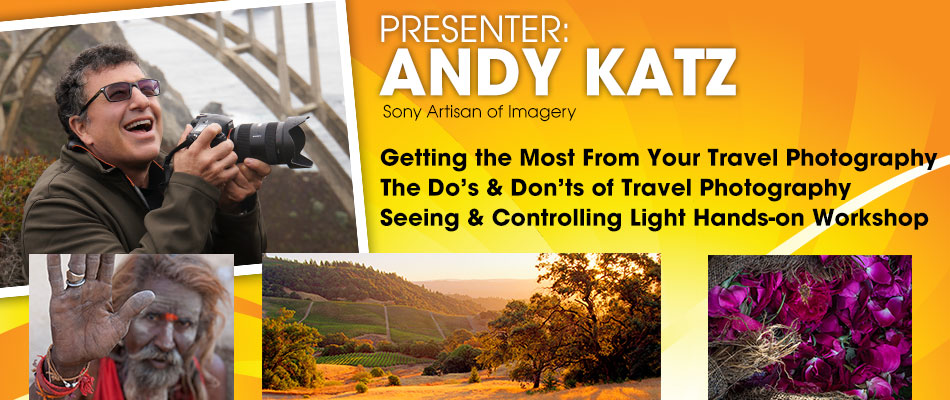 PRESENTER:
ANDY KATZ
Sony Artisan of Imagery
Getting the Most From Your Travel Photography
The Do’s & Don’ts of Travel Photography
Seeing & Controlling Light Hands-on Workshop